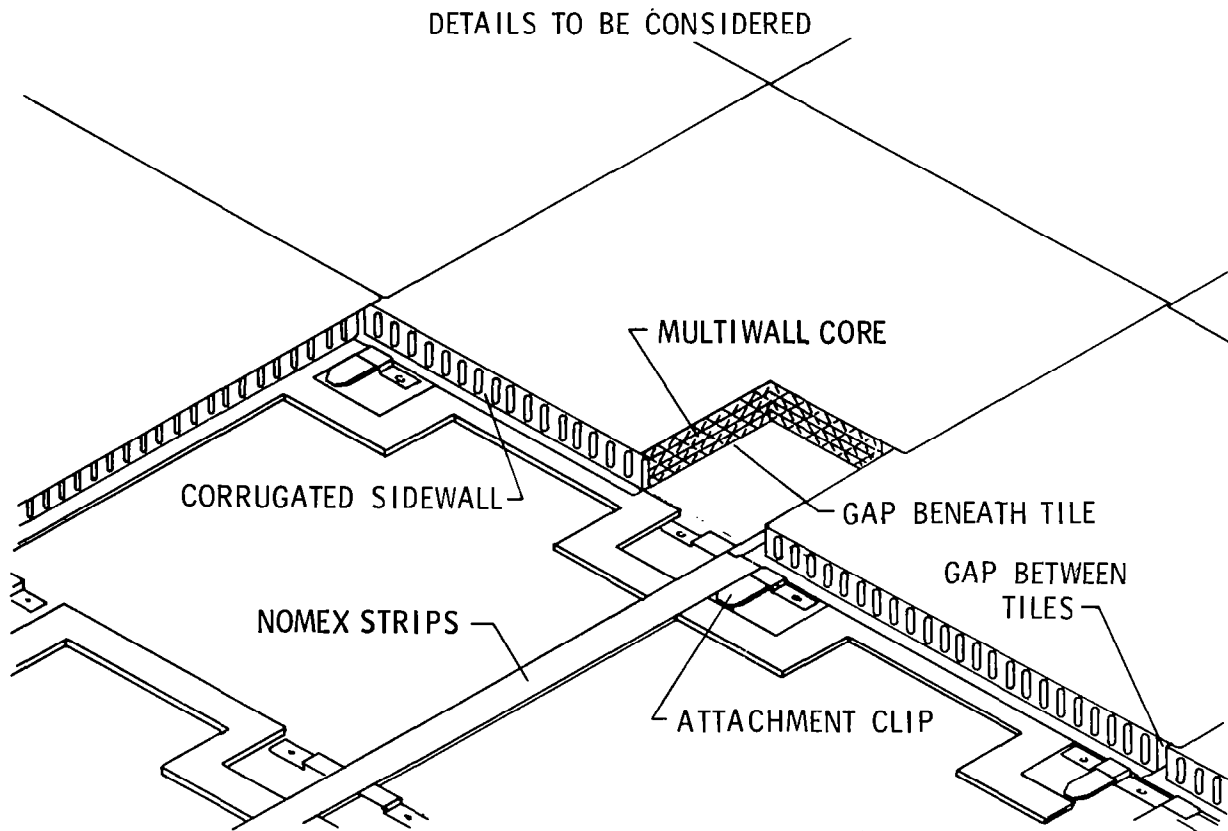 DETAILS TO BE CONSIDERED
MULTIWALL CORE
CORRUGATED SIDEWALL
GAP BENEATH TILE
GAP BETWEEN
TILES
NOMEX STRIPS
ATTACHMENT CLIP